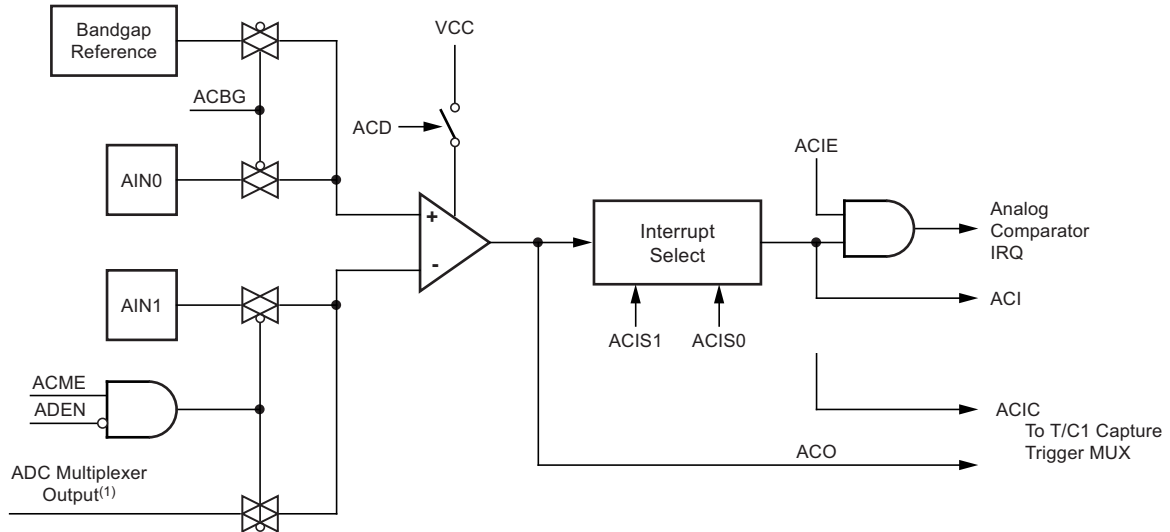 Bandgap
Reference
VCC
ACBG
ACD
AIN0
ACIE
+
Interrupt
Select
Analog
Comparator
IRQ
-
AIN1
ACI
ACIS1
ACIS0
ACME
ADEN
ACIC
To T/C1 Capture
Trigger MUX
ACO
ADC Multiplexer
Output(1)